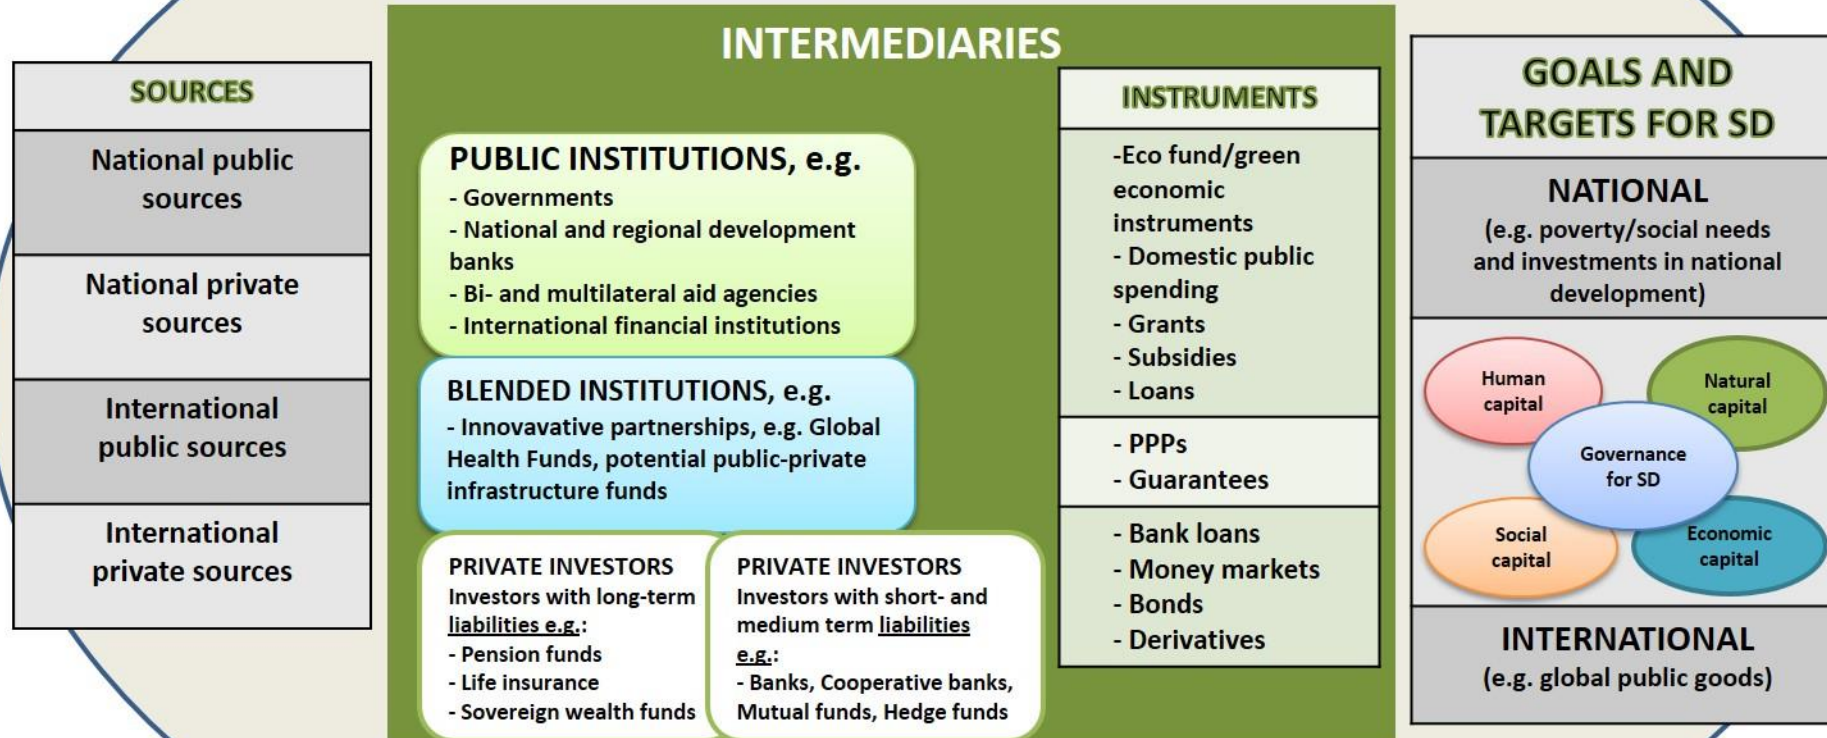 SOURCES
National public
sources
National private
sources
International
public sources
International
private sources
INTERMEDIARIES
PUBLIC INSTITUTIONS, e.g.
- Governments
- National and regional development
banks
- Bi- and multilateral aid agencies
- International financial institutions
BLENDED INSTITUTIONS, e.g.
- Innovavative partnerships, e.g. Global
Health Funds, potential public-private
infrastructure funds
PRIVATE INVESTORS
Investors with long-term
liabilities e.g.:
- Pension funds
- Life insurance
- Sovereign wealth funds
PRIVATE INVESTORS
Investors with short- and
medium term liabilities
e.g.:
- Banks, Cooperative banks,
Mutual funds, Hedge funds
INSTRUMENTS
-Eco fund/green
economic
instruments
- Domestic public
spending
- Grants
- Subsidies
- Loans
- PPPs
- Guarantees
- Bank loans
- Money markets
- Bonds
- Derivatives
GOALS AND
TARGETS FOR SD
NATIONAL
(e.g. poverty/social needs
and investments in national
development)
Human
capital
Natural
capital
Governance
for SD
Social
capital
Economic
capital
INTERNATIONAL
(e.g. global public goods)